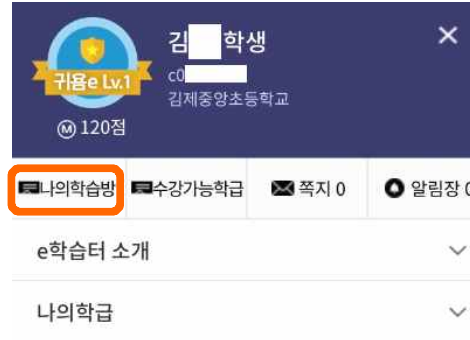 김 학생
귀욤e Lv.1
c0
김제중앙초등학교
Ⓜ 120점
나의학습방 수강가능학급 쪽지 0 알림장 0
e학습터 소개
나의학급